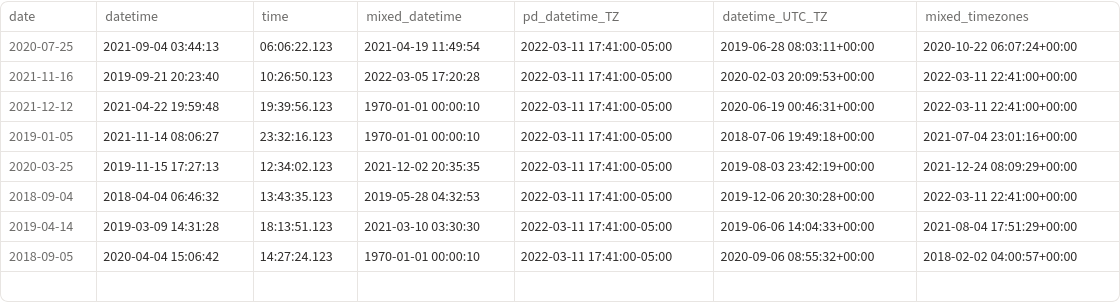 date datetime time mixed_datetime pd_datetime_TZ datetime_UTC_TZ mixed_timezones
2020-07-25 2021-09-04 03:44:13 06:06:22.123 2021-04-19 11:49:54 2022-03-11 17:41:00-05:00 2019-06-28 08:03:11+00:00 2020-10-22 06:07:24+00:00
2021-11-16 2019-09-21 20:23:40 10:26:50.123 2022-03-05 17:20:28 2022-03-11 17:41:00-05:00 2020-02-03 20:09:53+00:00 2022-03-11 22:41:00+00:00
2021-12-12 2021-04-22 19:59:48 19:39:56.123 1970-01-01 00:00:10 2022-03-11 17:41:00-05:00 2020-06-19 00:46:31+00:00 2022-03-11 22:41:00+00:00
2019-01-05 2021-11-14 08:06:27 23:32:16.123 1970-01-01 00:00:10 2022-03-11 17:41:00-05:00 2018-07-06 19:49:18+00:00 2021-07-04 23:01:16+00:00
2020-03-25 2019-11-15 17:27:13 12:34:02.123 2021-12-02 20:35:35 2022-03-11 17:41:00-05:00 2019-08-03 23:42:19+00:00 2021-12-24 08:09:29+00:00
2018-09-04 2018-04-04 06:46:32 13:43:35.123 2019-05-28 04:32:53 2022-03-11 17:41:00-05:00 2019-12-06 20:30:28+00:00 2022-03-11 22:41:00+00:00
2019-04-14 2019-03-09 14:31:28 18:13:51.123 2021-03-10 03:30:30 2022-03-11 17:41:00-05:00 2019-06-06 14:04:33+00:00 2021-08-04 17:51:29+00:00
2018-09-05 2020-04-04 15:06:42 14:27:24.123 1970-01-01 00:00:10 2022-03-11 17:41:00-05:00 2020-09-06 08:55:32+00:00 2018-02-02 04:00:57+00:00